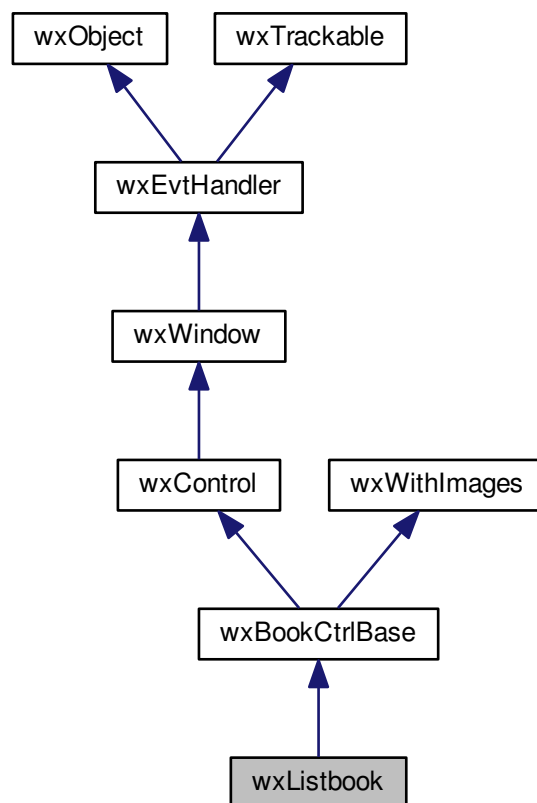 wxObject
wxTrackable
wxEvtHandler
wxWindow
wxControl
wxWithImages
wxBookCtrlBase
wxListbook